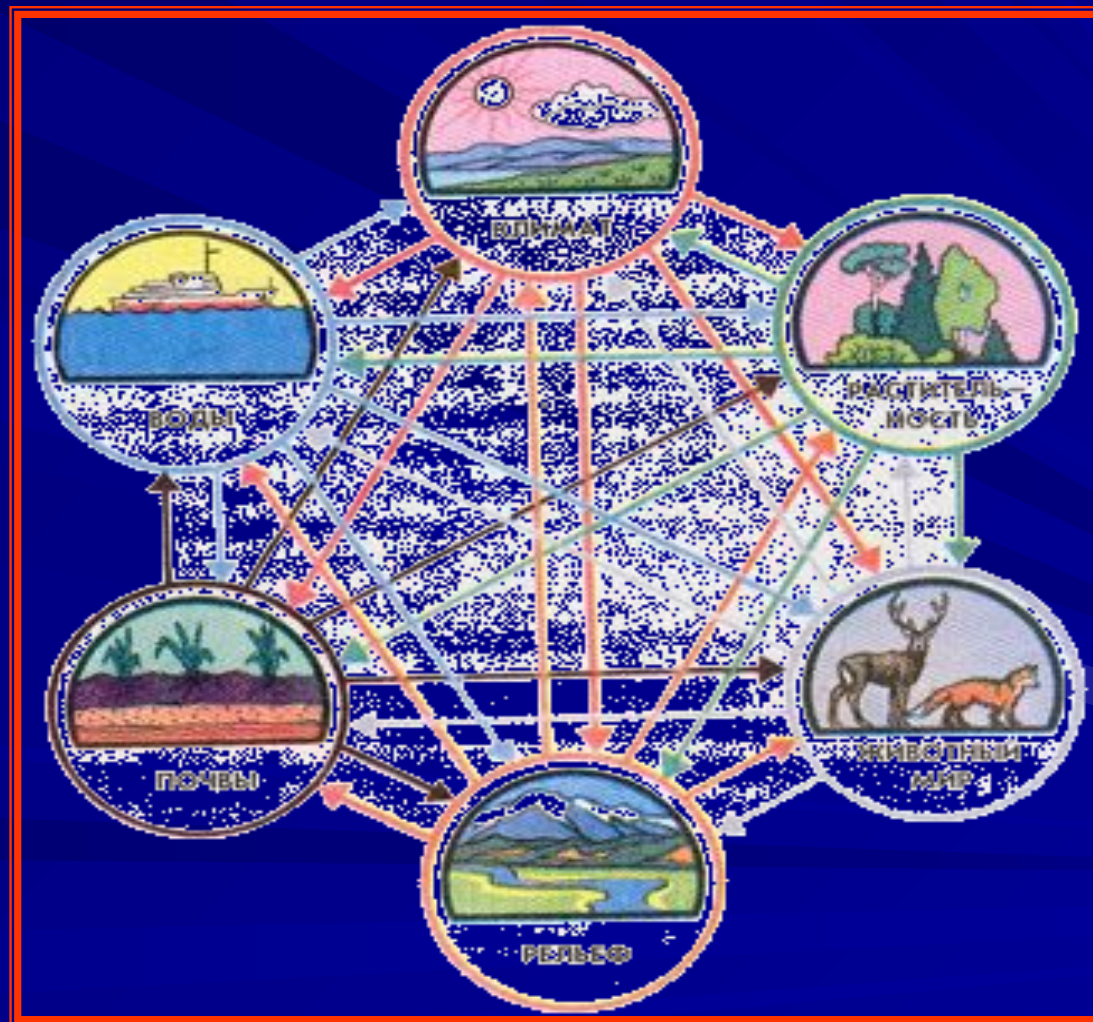 КЛИМАТ
ВОДЫ
РАСТИТЕЛЬ-
НОСТЬ
ПОЧВЫ
ЖИВОТНЫЙ
МИР
РЕЛЬЕФ